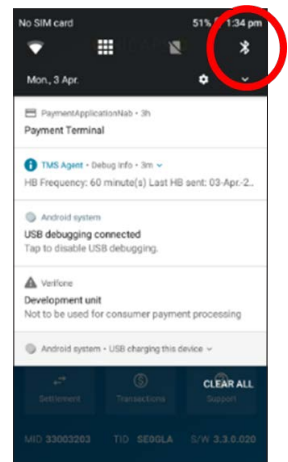 No SIM card 51% 1:34 pm
Mon, 3 Apr.
PaymentApplicationNab • 3h
Payment Terminal
TMS Agent • Debug Info • 3m
HB Frequency: 60 minute(s) Last HB sent: 03-Apr-2..
Android system
USB debugging connected
Tap to disable USB debugging.
Verifone
Development unit
Not to be used for consumer payment processing
Android system • USB charging this device
CLEAR ALL
Settlement Transactions Support
MID 33003203 TID SE0GLA S/W 3.3.0.020